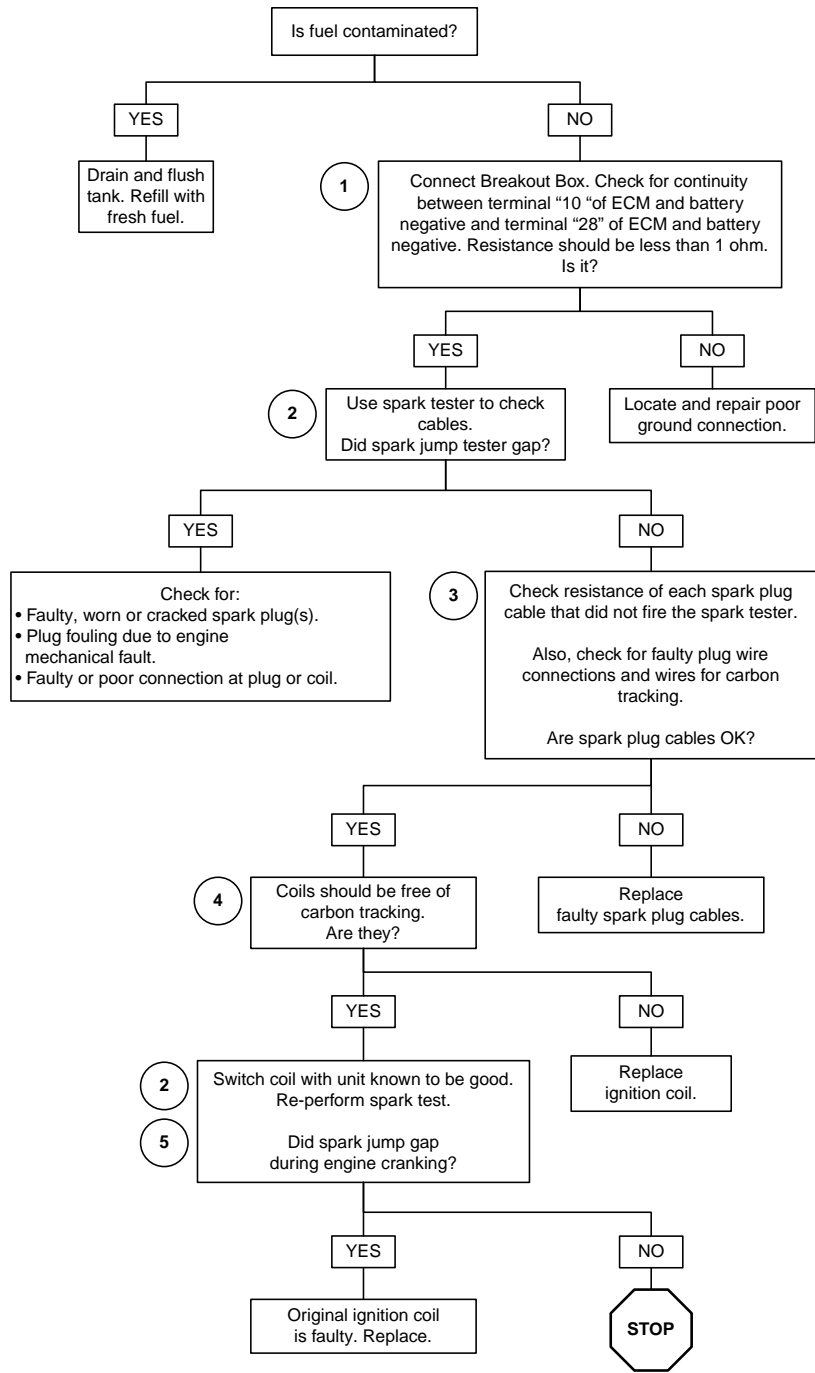 Is fuel contaminated?
YES
NO
Drain and flush
tank. Refill with
fresh fuel.
1
Connect Breakout Box. Check for continuity
between terminal “10 “of ECM and battery
negative and terminal “28” of ECM and battery
negative. Resistance should be less than 1 ohm.
Is it?
YES
NO
2
Use spark tester to check
cables.
Did spark jump tester gap?
Locate and repair poor
ground connection.
YES
NO
Check for:
• Faulty, worn or cracked spark plug(s).
• Plug fouling due to engine
mechanical fault.
• Faulty or poor connection at plug or coil.
3
Check resistance of each spark plug
cable that did not fire the spark tester.
Also, check for faulty plug wire
connections and wires for carbon
tracking.
Are spark plug cables OK?
YES
NO
4
Coils should be free of
carbon tracking.
Are they?
Replace
faulty spark plug cables.
YES
NO
2
Switch coil with unit known to be good.
Re-perform spark test.
5
Did spark jump gap
during engine cranking?
Replace
ignition coil.
YES
NO
Original ignition coil
is faulty. Replace.
STOP